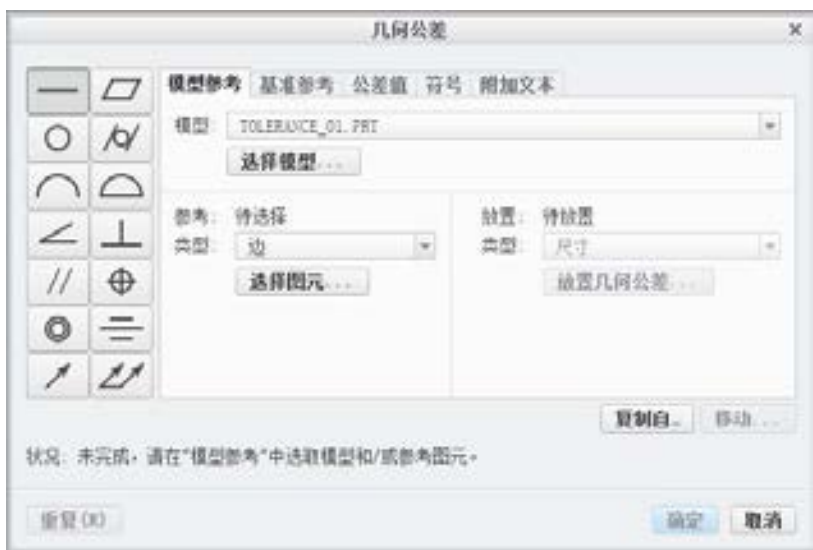 几何公差
模型参考 基准参考 公差值 符号 附加文本
模型: TOLERANCE_01.PRT
选择模型...
参考: 待选择
类型: 边
选择图元...
放置: 待放置
类型: 尺寸
放置几何公差...
复制自.. 移动...
状况: 未完成，请在"模型参考"中选取模型和/或参考图元。
重复(R) 确定 取消